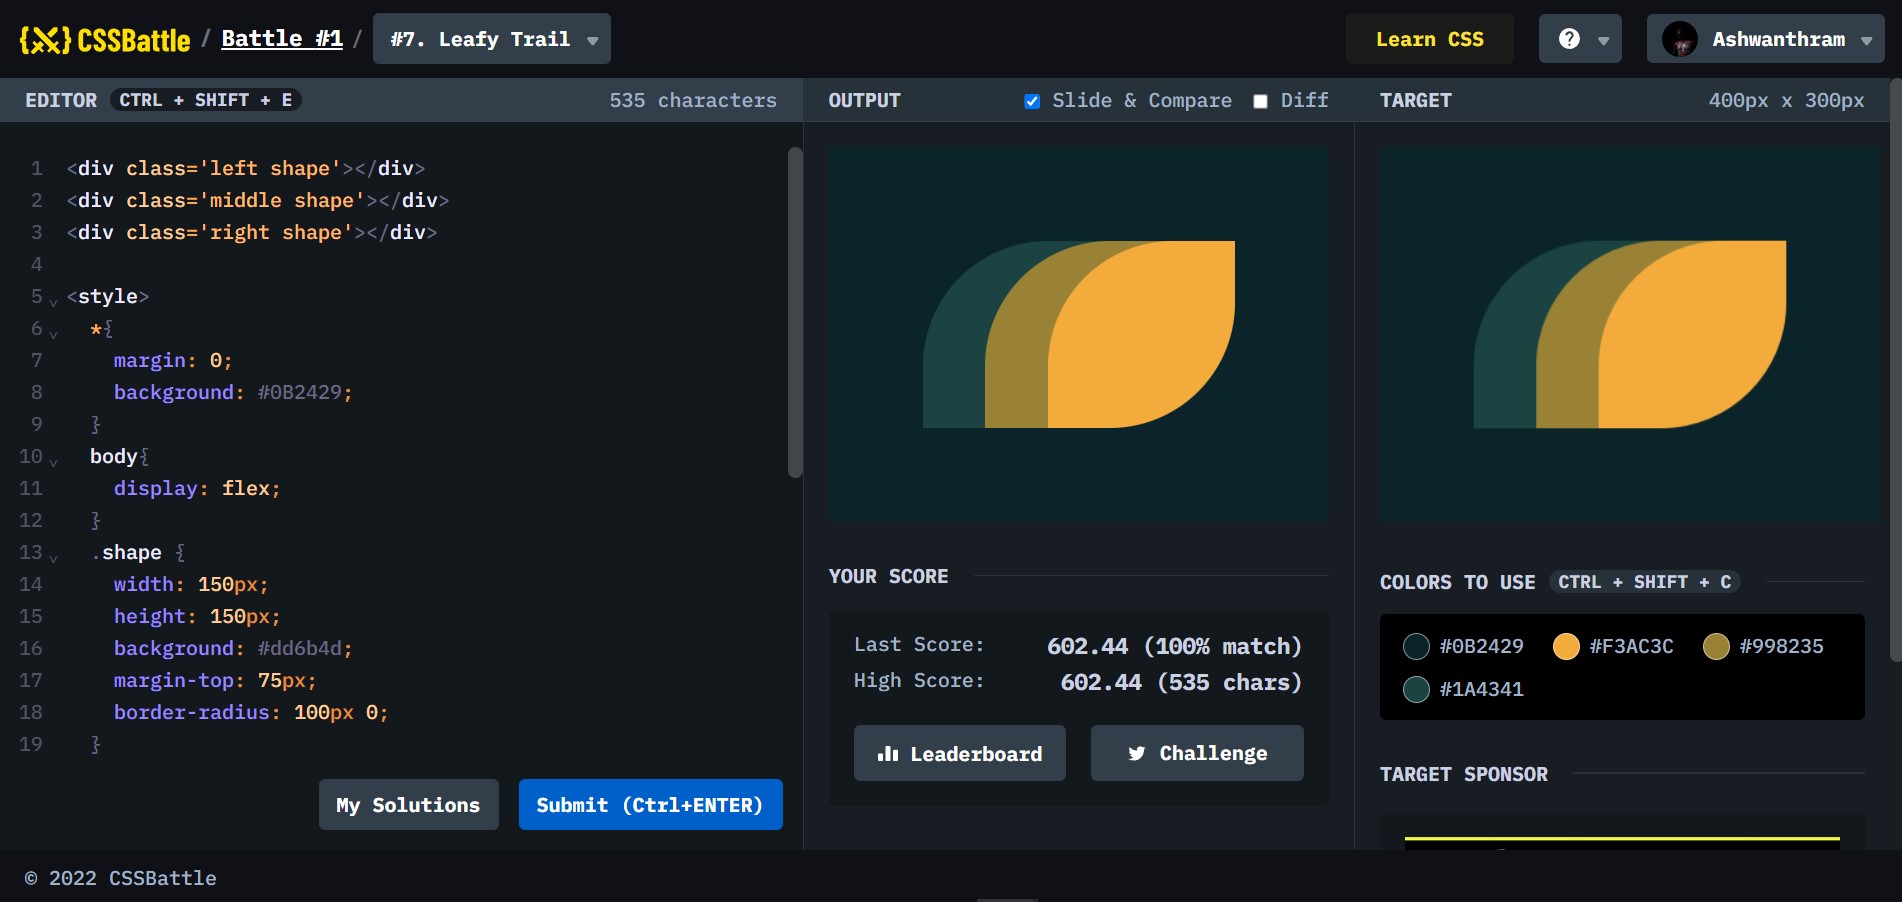 {X} CSSBattle / Battle #1 / #7. Leafy Trail
Learn CSS
?
Ashwanthram
EDITOR CTRL + SHIFT + E 535 characters
1 <div class='left shape'></div>
2 <div class='middle shape'></div>
3 <div class='right shape'></div>
4
5 <style>
6 *{
7 margin: 0;
8 background: #0B2429;
9 }
10 body{
11 display: flex;
12 }
13 .shape {
14 width: 150px;
15 height: 150px;
16 background: #dd6b4d;
17 margin-top: 75px;
18 border-radius: 100px 0;
19 }
My Solutions
Submit (Ctrl+ENTER)
OUTPUT Slide & Compare Diff
YOUR SCORE
Last Score: 602.44 (100% match)
High Score: 602.44 (535 chars)
Leaderboard
Challenge
TARGET 400px x 300px
COLORS TO USE CTRL + SHIFT + C
#0B2429 #F3AC3C #998235
#1A4341
TARGET SPONSOR
© 2022 CSSBattle